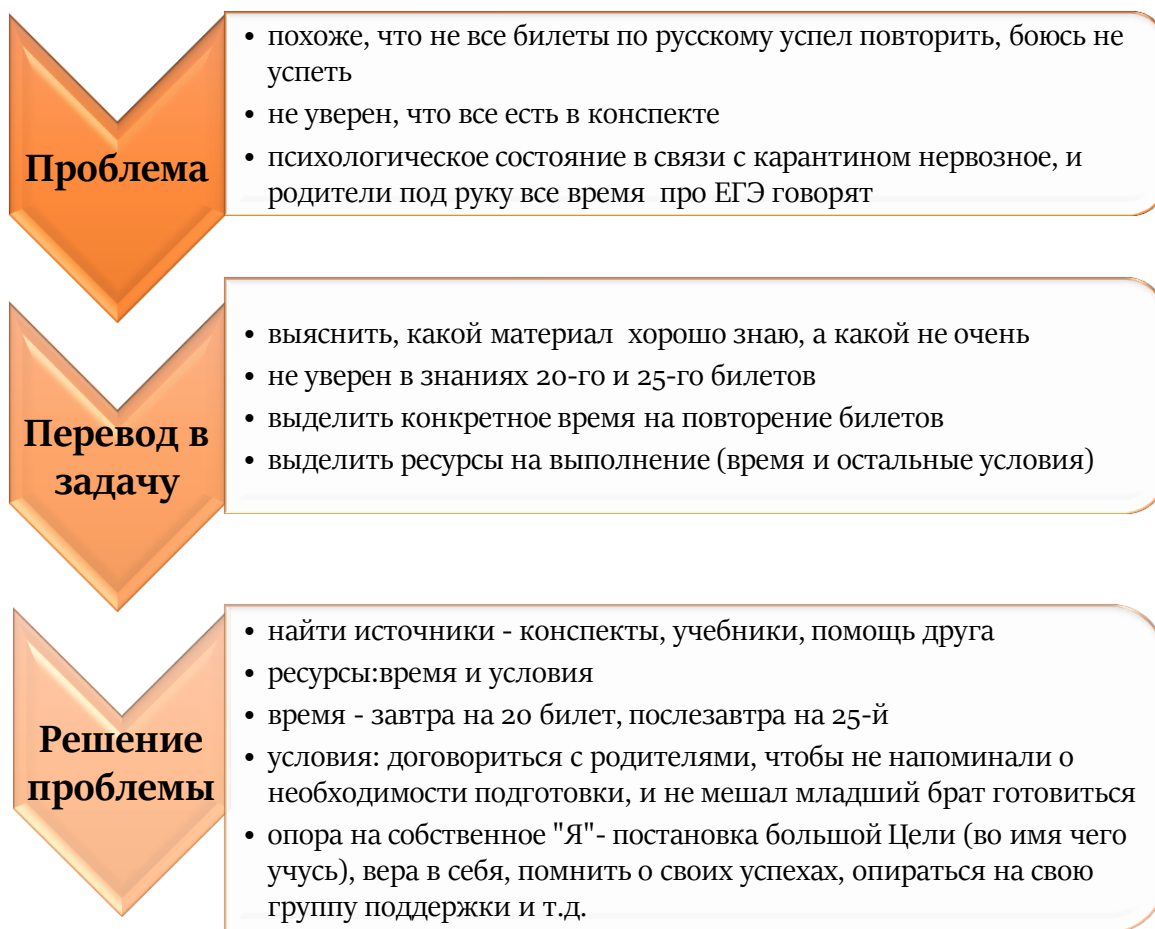 Проблема
• похоже, что не все билеты по русскому успел повторить, боюсь не
успеть
• не уверен, что все есть в конспекте
• психологическое состояние в связи с карантином нервозное, и
родители под руку все время  про ЕГЭ говорят
Перевод в
задачу
• выяснить, какой материал  хорошо знаю, а какой не очень
• не уверен в знаниях 20-го и 25-го билетов
• выделить конкретное время на повторение билетов
• выделить ресурсы на выполнение (время и остальные условия)
Решение
проблемы
• найти источники - конспекты, учебники, помощь друга
• ресурсы:время и условия
• время - завтра на 20 билет, послезавтра на 25-й
• условия: договориться с родителями, чтобы не напоминали о
необходимости подготовки, и не мешал младший брат готовиться
• опора на собственное "Я"- постановка большой Цели (во имя чего
учусь), вера в себя, помнить о своих успехах, опираться на свою
группу поддержки и т.д.